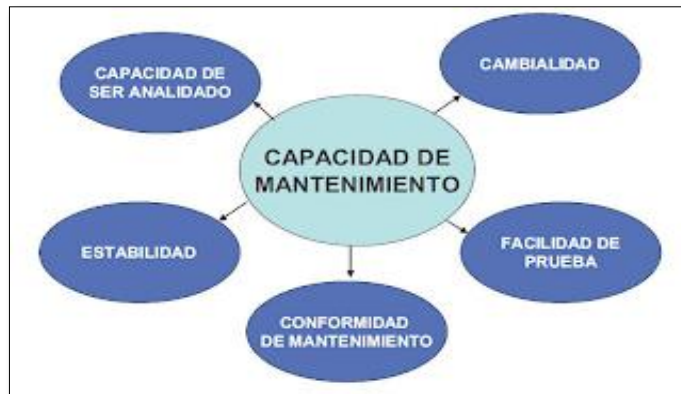 CAPACIDAD DE
SER ANALIDADO
CAMBIALIDAD
CAPACIDAD DE
MANTENIMIENTO
ESTABILIDAD
FACILIDAD DE
PRUEBA
CONFORMIDAD
DE MANTENIMIENTO